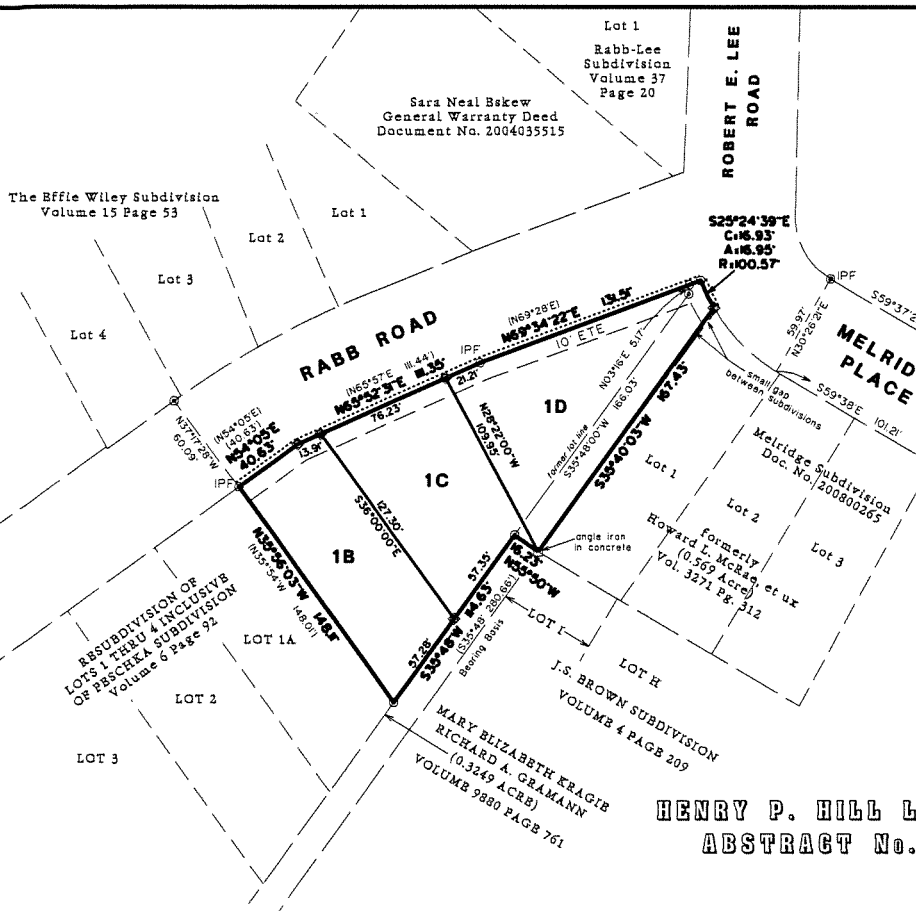 Lot 1
Rabb-Lee
Subdivision
Volume 37
Page 20
ROBERT E. LEE
ROAD
Sara Neal Eskew
General Warranty Deed
Document No. 2004035515
The Effie Wiley Subdivision
Volume 15 Page 53
Lot 1
Lot 2
Lot 3
Lot 4
S25°24'39"E
C:16.93'
A:16.95'
R:100.57'
IPF
S59°37'2
59.97'
N30°26'21"E
MELRID
PLACE
RABB ROAD
(N69°28'E)
N69°34'22"E 131.51'
10' ETE
IPF
(N65°57'E 111.44')
N65°52'31"E 111.35'
21.21'
76.23'
N03°16'E 5.17'
small gap
between subdivisions
S59°38'E 101.21'
(N54°05'E)
(40.63')
N54°05'E
40.63'
13.91'
N37°17'28"W
60.09'
IPF
1D
N28°22'00"W
109.95'
former lot line
S35°48'00"W 166.03'
167.43'
S35°40'03"W
1C
127.30'
S36°00'00"E
1B
N35°56'03"W 148.11'
(N35°54'W 148.01')
57.35'
57.28'
S35°48'W 114.63'
(S35°48' 280.66')
Bearing Basis
16.23'
N55°50'W
angle iron
in concrete
Lot 1
Melridge Subdivision
Doc. No. 200800265
Lot 2
formerly
Howard L. McRae, et ux
(0.569 Acre)
Vol. 3271 Pg. 312
Lot 3
RESUBDIVISION OF
LOTS 1 THRU 4 INCLUSIVE
OF PESCHKA SUBDIVISION
Volume 6 Page 92
LOT 1A
LOT 2
LOT 3
LOT I
LOT H
J.S. BROWN SUBDIVISION
VOLUME 4 PAGE 209
MARY ELIZABETH KRAGIE
RICHARD A. GRAMANN
(0.3249 ACRE)
VOLUME 9880 PAGE 761
HENRY P. HILL L
ABSTRACT No.